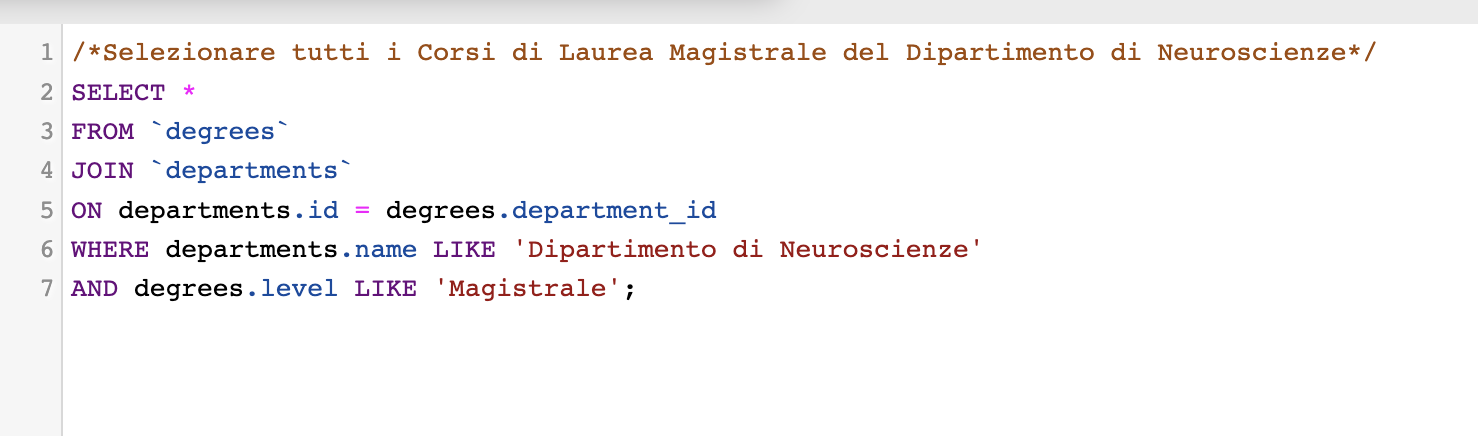 1 /*Selezionare tutti i Corsi di Laurea Magistrale del Dipartimento di Neuroscienze*/
2 SELECT *
3 FROM `degrees`
4 JOIN `departments`
5 ON departments.id = degrees.department_id
6 WHERE departments.name LIKE 'Dipartimento di Neuroscienze'
7 AND degrees.level LIKE 'Magistrale';